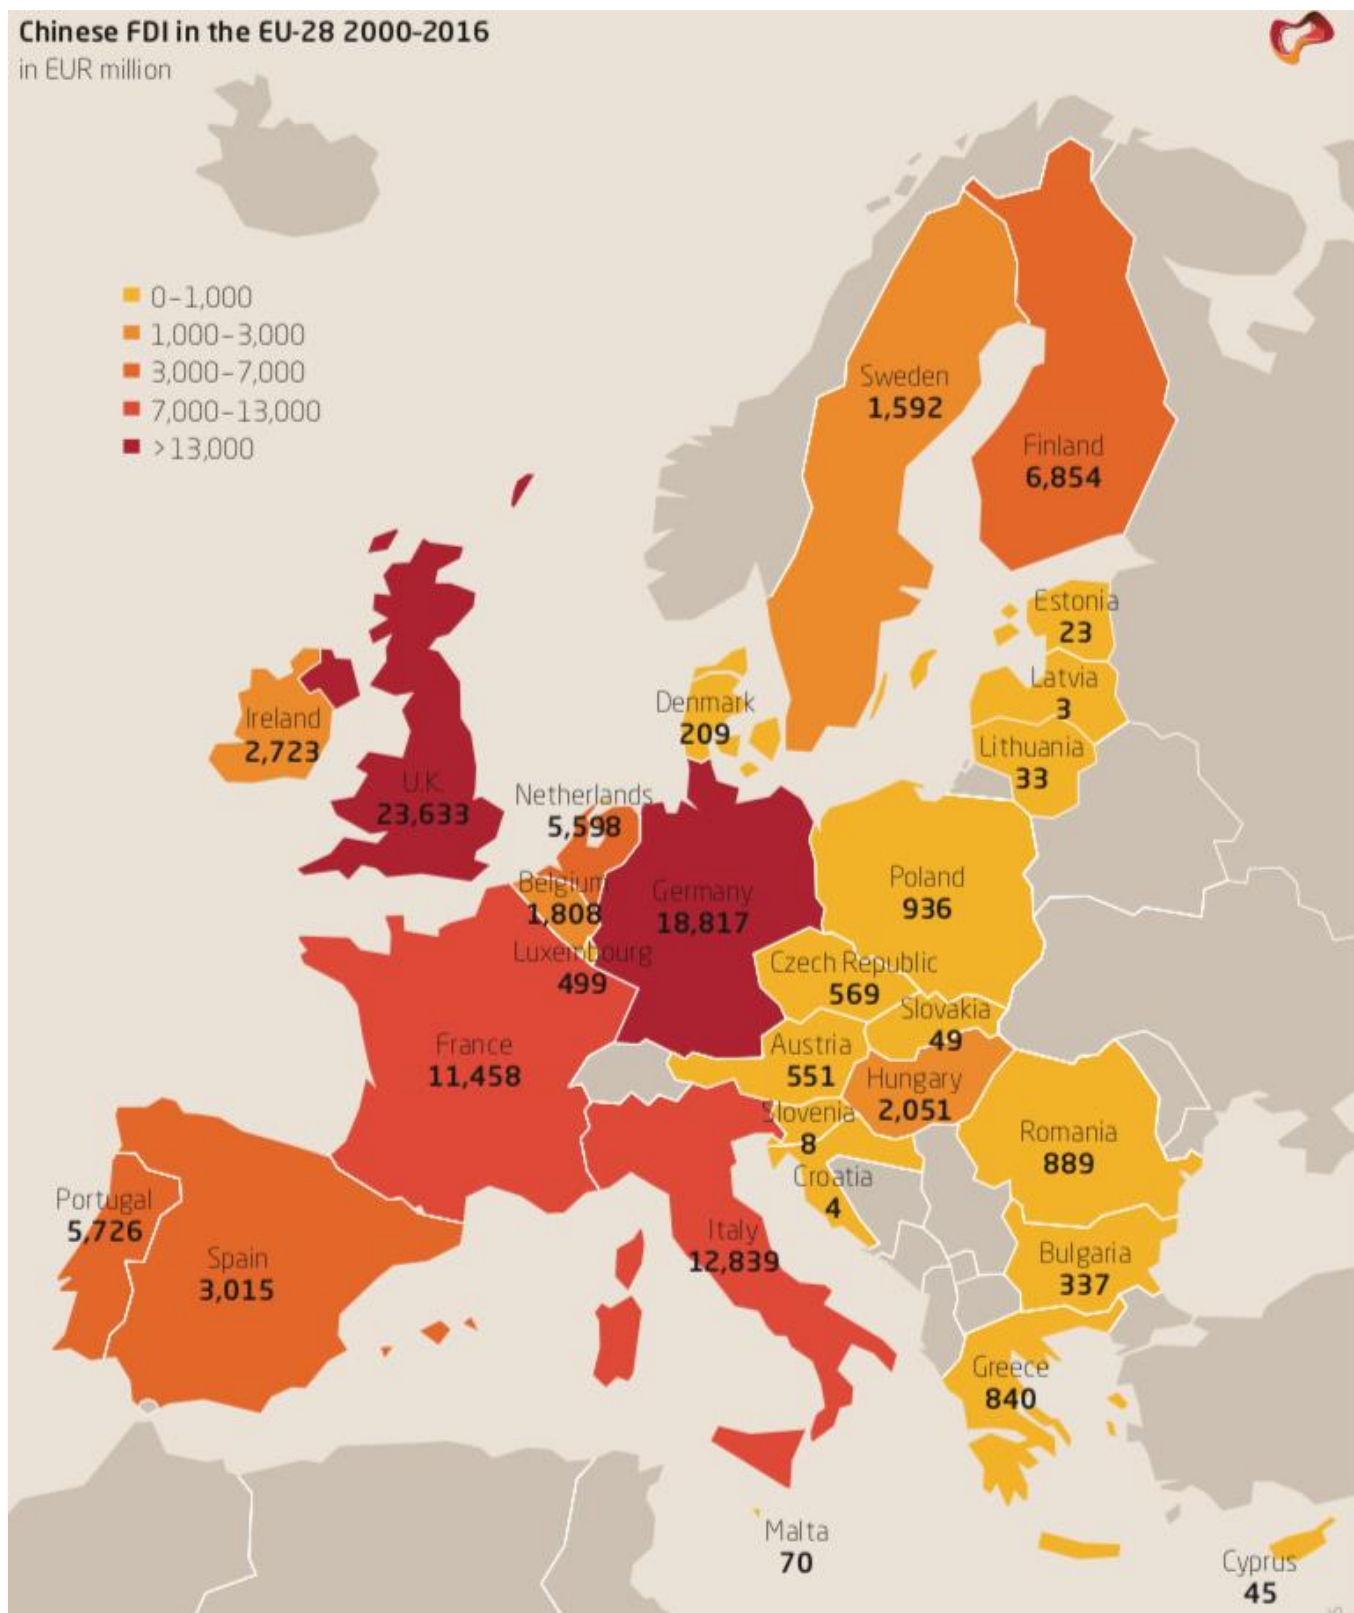 Chinese FDI in the EU-28 2000-2016
in EUR million
0-1,000
1,000-3,000
3,000-7,000
7,000-13,000
>13,000
Sweden
1,592
Finland
6,854
Estonia
23
Latvia
3
Lithuania
33
Denmark
209
Ireland
2,723
U.K.
23,633
Netherlands
5,598
Belgium
1,808
Luxembourg
499
Germany
18,817
Poland
936
Czech Republic
569
Slovakia
49
Austria
551
Hungary
2,051
France
11,458
Slovenia
8
Croatia
4
Romania
889
Portugal
5,726
Spain
3,015
Italy
12,839
Bulgaria
337
Greece
840
Malta
70
Cyprus
45